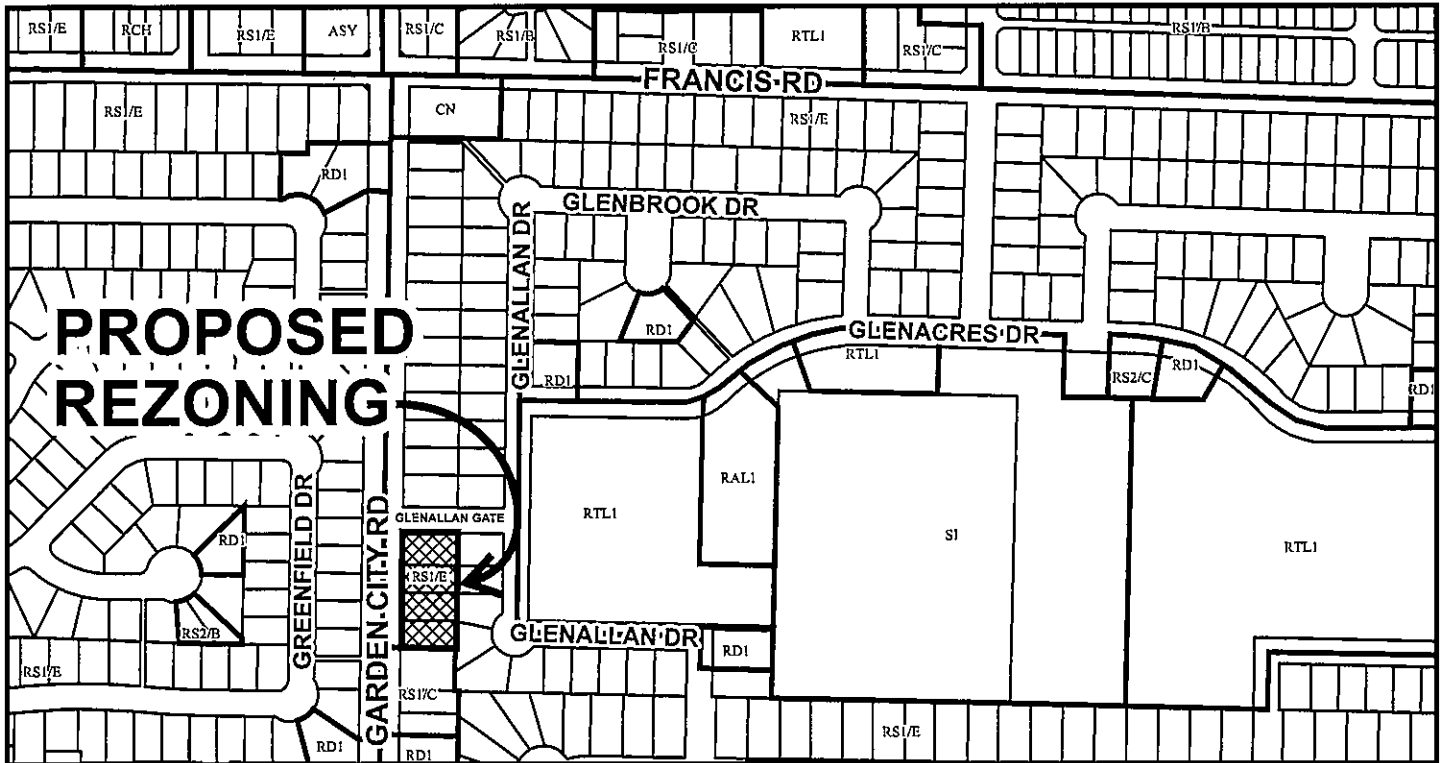 RS1/E
RCH
RS1/E
ASY
RS1/C
RS1/B
RS1/C
RTL1
RS1/C
RS1/B
FRANCIS RD
RS1/E
CN
RS1/E
RD1
GLENBROOK DR
GLENALLAN DR
PROPOSED
REZONING
RD1
GLENACRES DR
RTL1
RD1
RS2/C
RD1
RD1
RAL1
RTL1
S1
RTL1
GREENFIELD DR
GARDEN CITY RD
GLENALLAN GATE
RD1
RS1/E
RS2/B
GLENALLAN DR
RD1
RS1/E
RS1/C
RS1/E
RD1
RD1